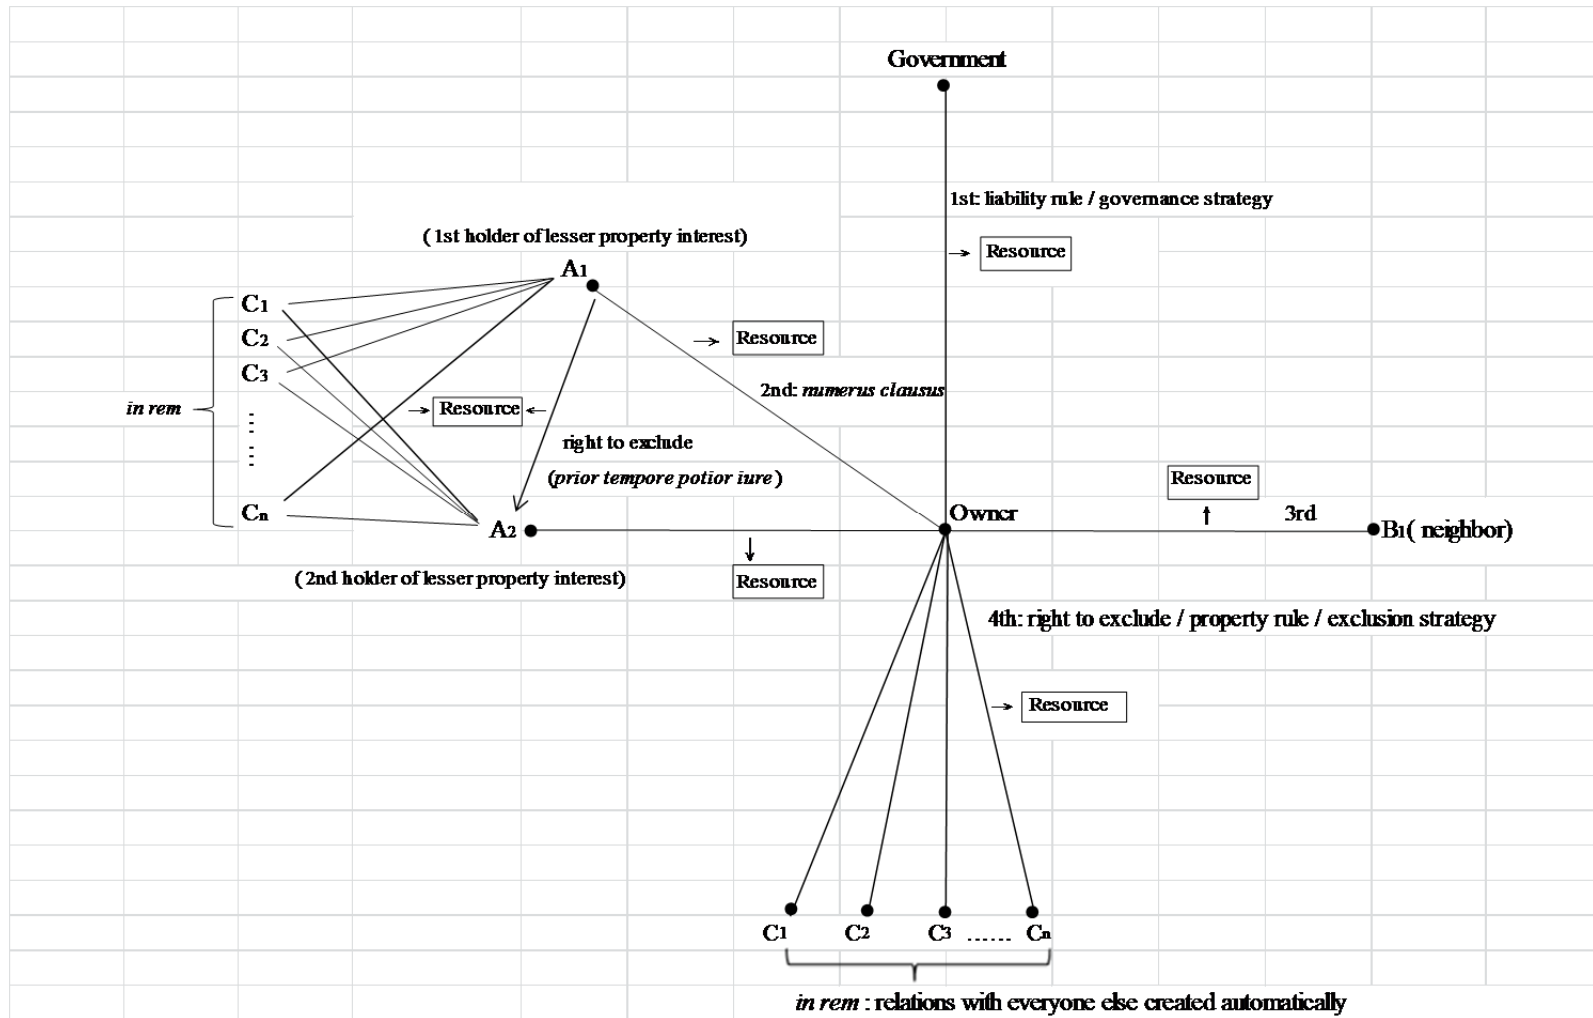 Government
1st: liability rule / governance strategy
Resource
( 1st holder of lesser property interest)
A1
C1
C2
C3
Cn
in rem
Resource
2nd: numerus clausus
Resource
right to exclude
(prior tempore potior iure )
A2
( 2nd holder of lesser property interest)
Resource
Owner
Resource
3rd
B1( neighbor)
4th: right to exclude / property rule / exclusion strategy
Resource
C1 C2 C3 ...... Cn
in rem : relations with everyone else created automatically